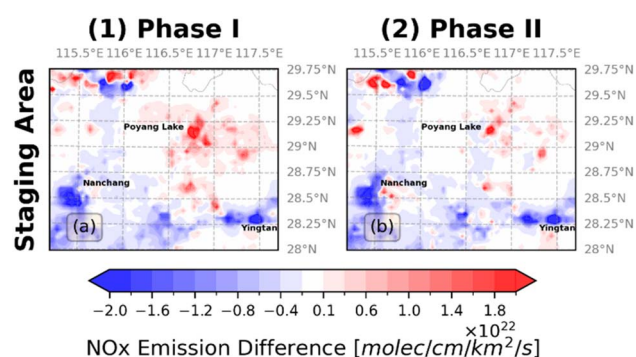 (1) Phase I (2) Phase II
115.5°E 116°E 116.5°E 117°E 117.5°E 115.5°E 116°E 116.5°E 117°E 117.5°E
Staging Area
29.75°N 29.75°N
29.5°N 29.5°N
29.25°N 29.25°N
Poyang Lake Poyang Lake
29°N 29°N
28.75°N 28.75°N
Nanchang Nanchang
28.5°N 28.5°N
(a) (b)
28.25°N 28.25°N
Yingtan Yingtan
28°N 28°N
−2.0 −1.6 −1.2 −0.8 −0.4 0.1 0.6 1.0 1.4 1.8
×10²²
NOx Emission Difference [molec/cm/km²/s]